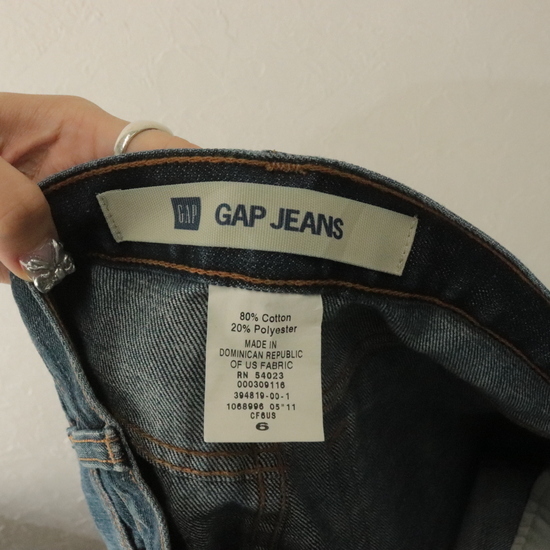 GAP
GAP JEANS
80% Cotton
20% Polyester
MADE IN
DOMINICAN REPUBLIC
OF US FABRIC
RN 54023
000309116
394819-00-1
1068996 05"11
CF6US
6